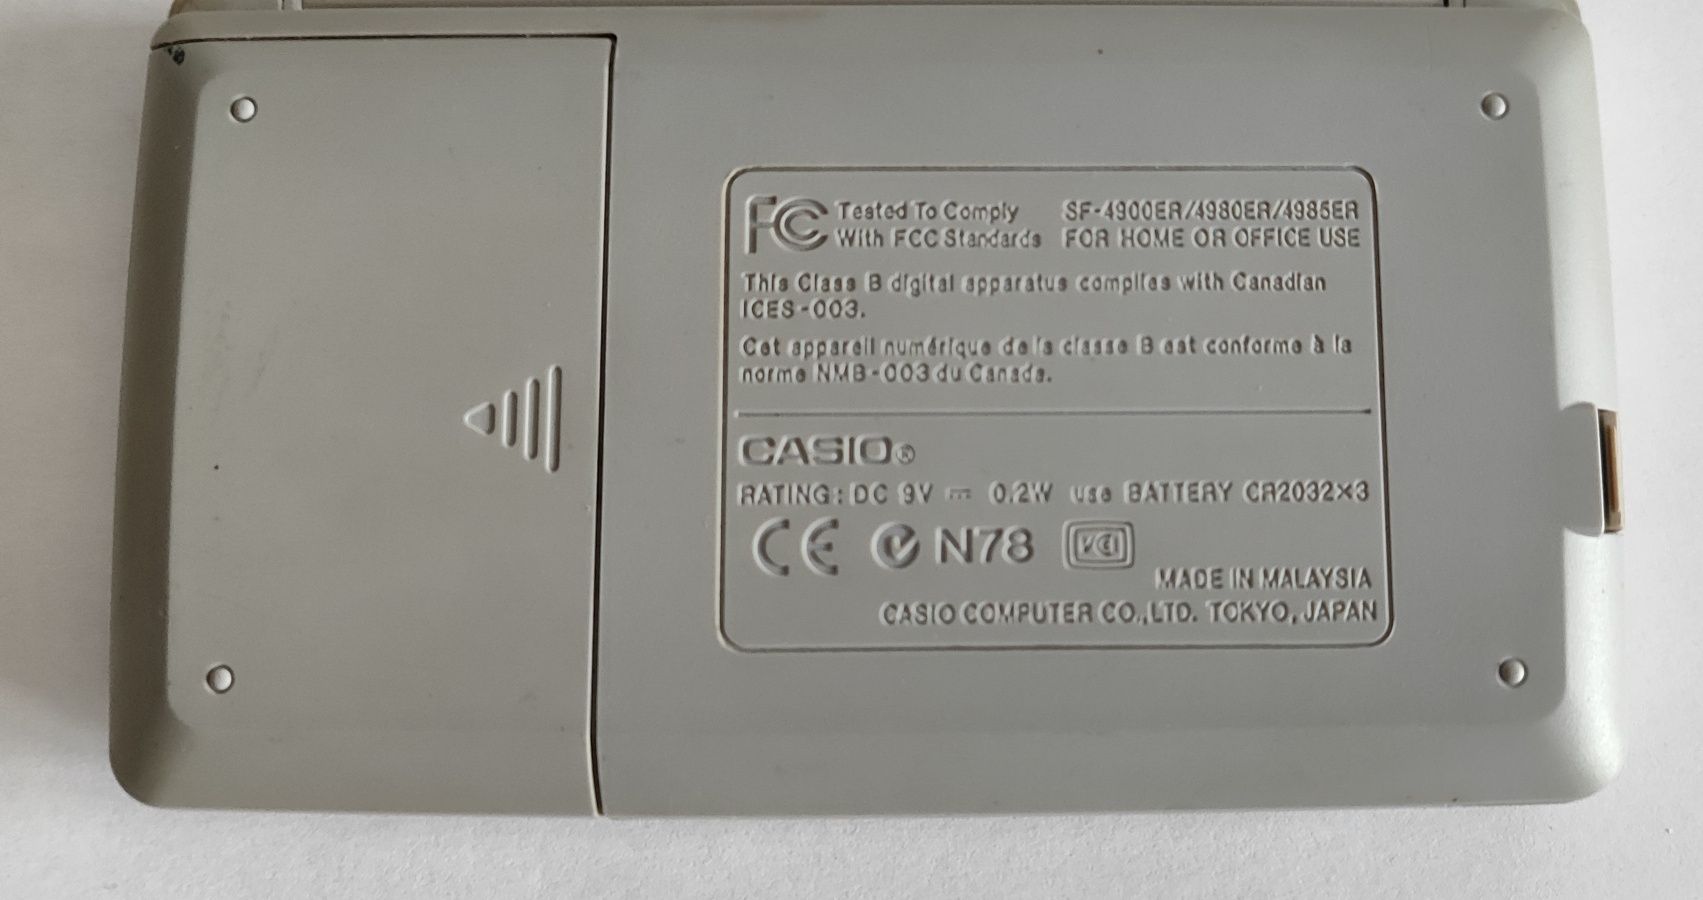 FC Tested To Comply
With FCC Standards
SF-4900ER/4980ER/4985ER
FOR HOME OR OFFICE USE
This Class B digital apparatus complies with Canadian
ICES-003.
Cet appareil numérique de la classe B est conforme à la
norme NMB-003 du Canada.
CASIO®
RATING: DC 9V ⎓ 0.2W use BATTERY CR2032×3
CE N78 VCI
MADE IN MALAYSIA
CASIO COMPUTER CO.,LTD. TOKYO, JAPAN